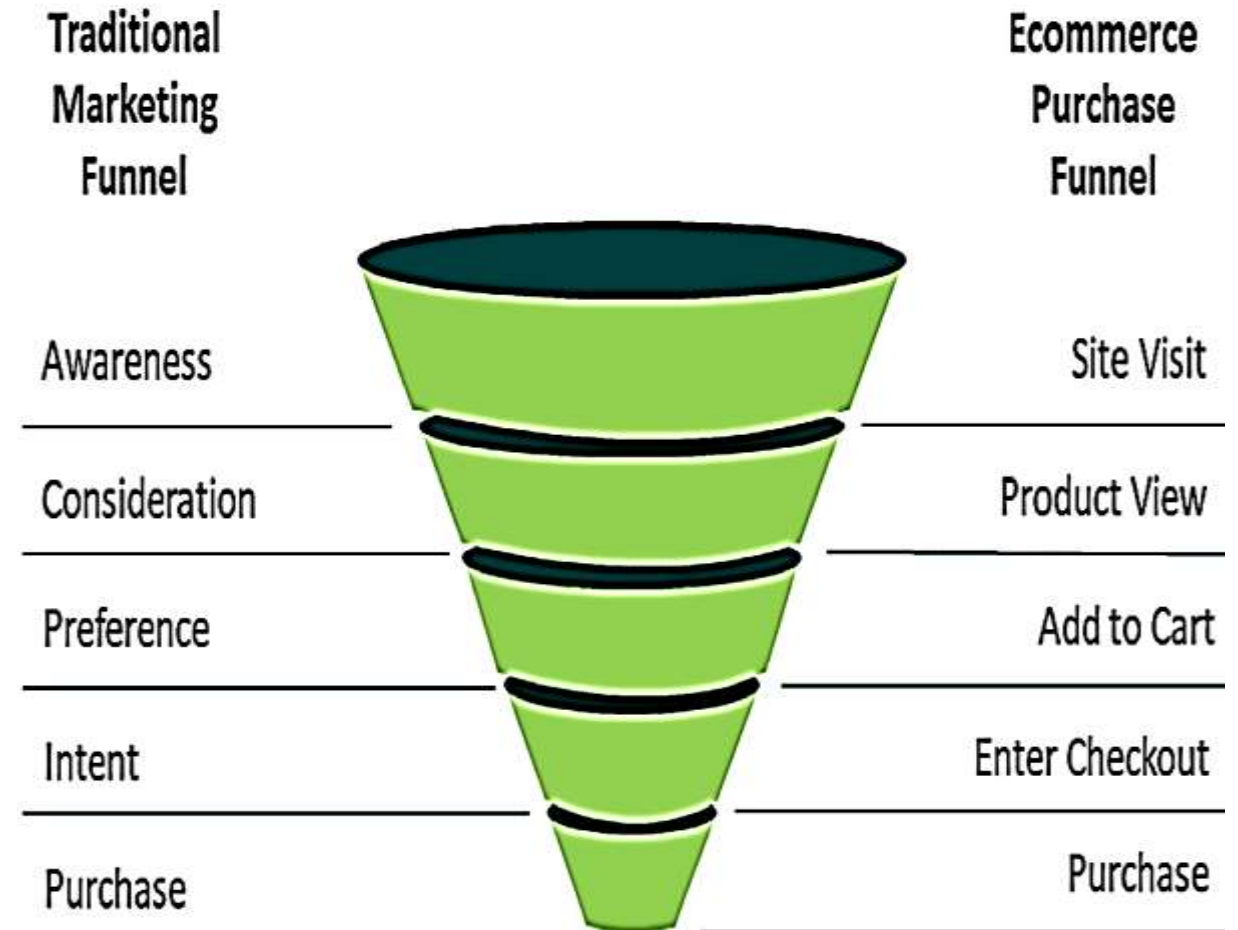 Traditional
Marketing
Funnel
Ecommerce
Purchase
Funnel
Awareness
Site Visit
Consideration
Product View
Preference
Add to Cart
Intent
Enter Checkout
Purchase
Purchase